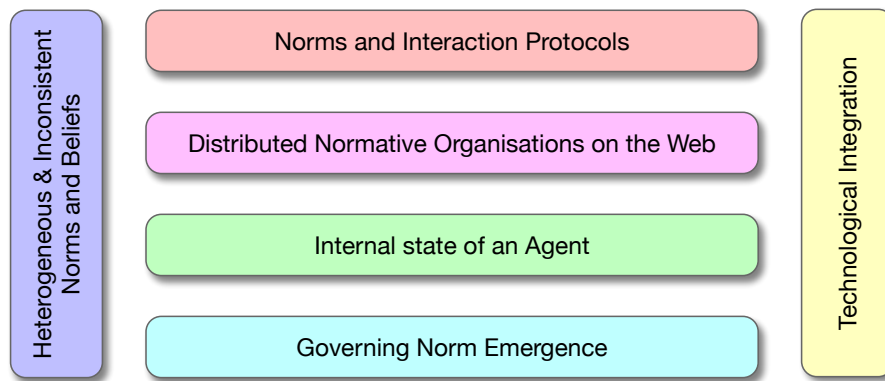 Heterogeneous & Inconsistent
Norms and Beliefs
Norms and Interaction Protocols
Distributed Normative Organisations on the Web
Internal state of an Agent
Governing Norm Emergence
Technological Integration